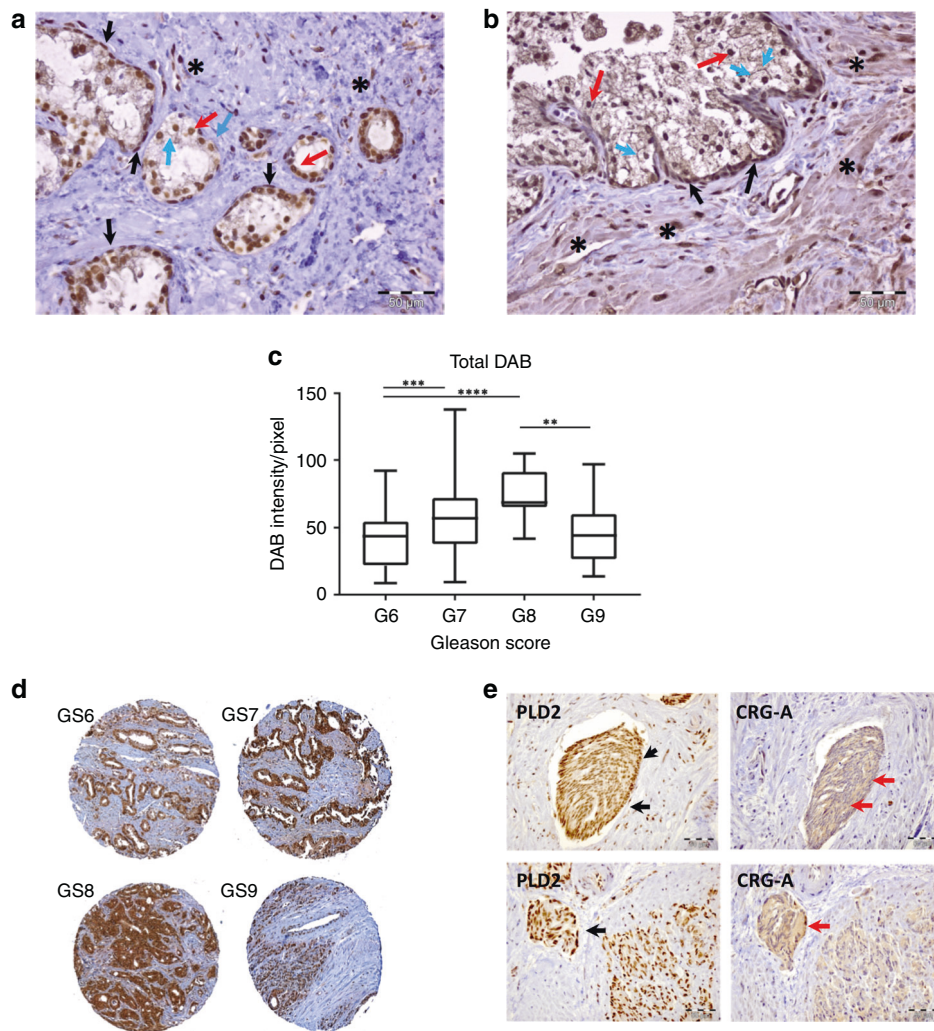 a
b
*
*
*
*
*
*
50 µm
50 µm
c
Total DAB
***
****
**
150
100
50
0
DAB intensity/pixel
G6
G7
G8
G9
Gleason score
d
GS6
GS7
GS8
GS9
e
PLD2
CRG-A
PLD2
CRG-A